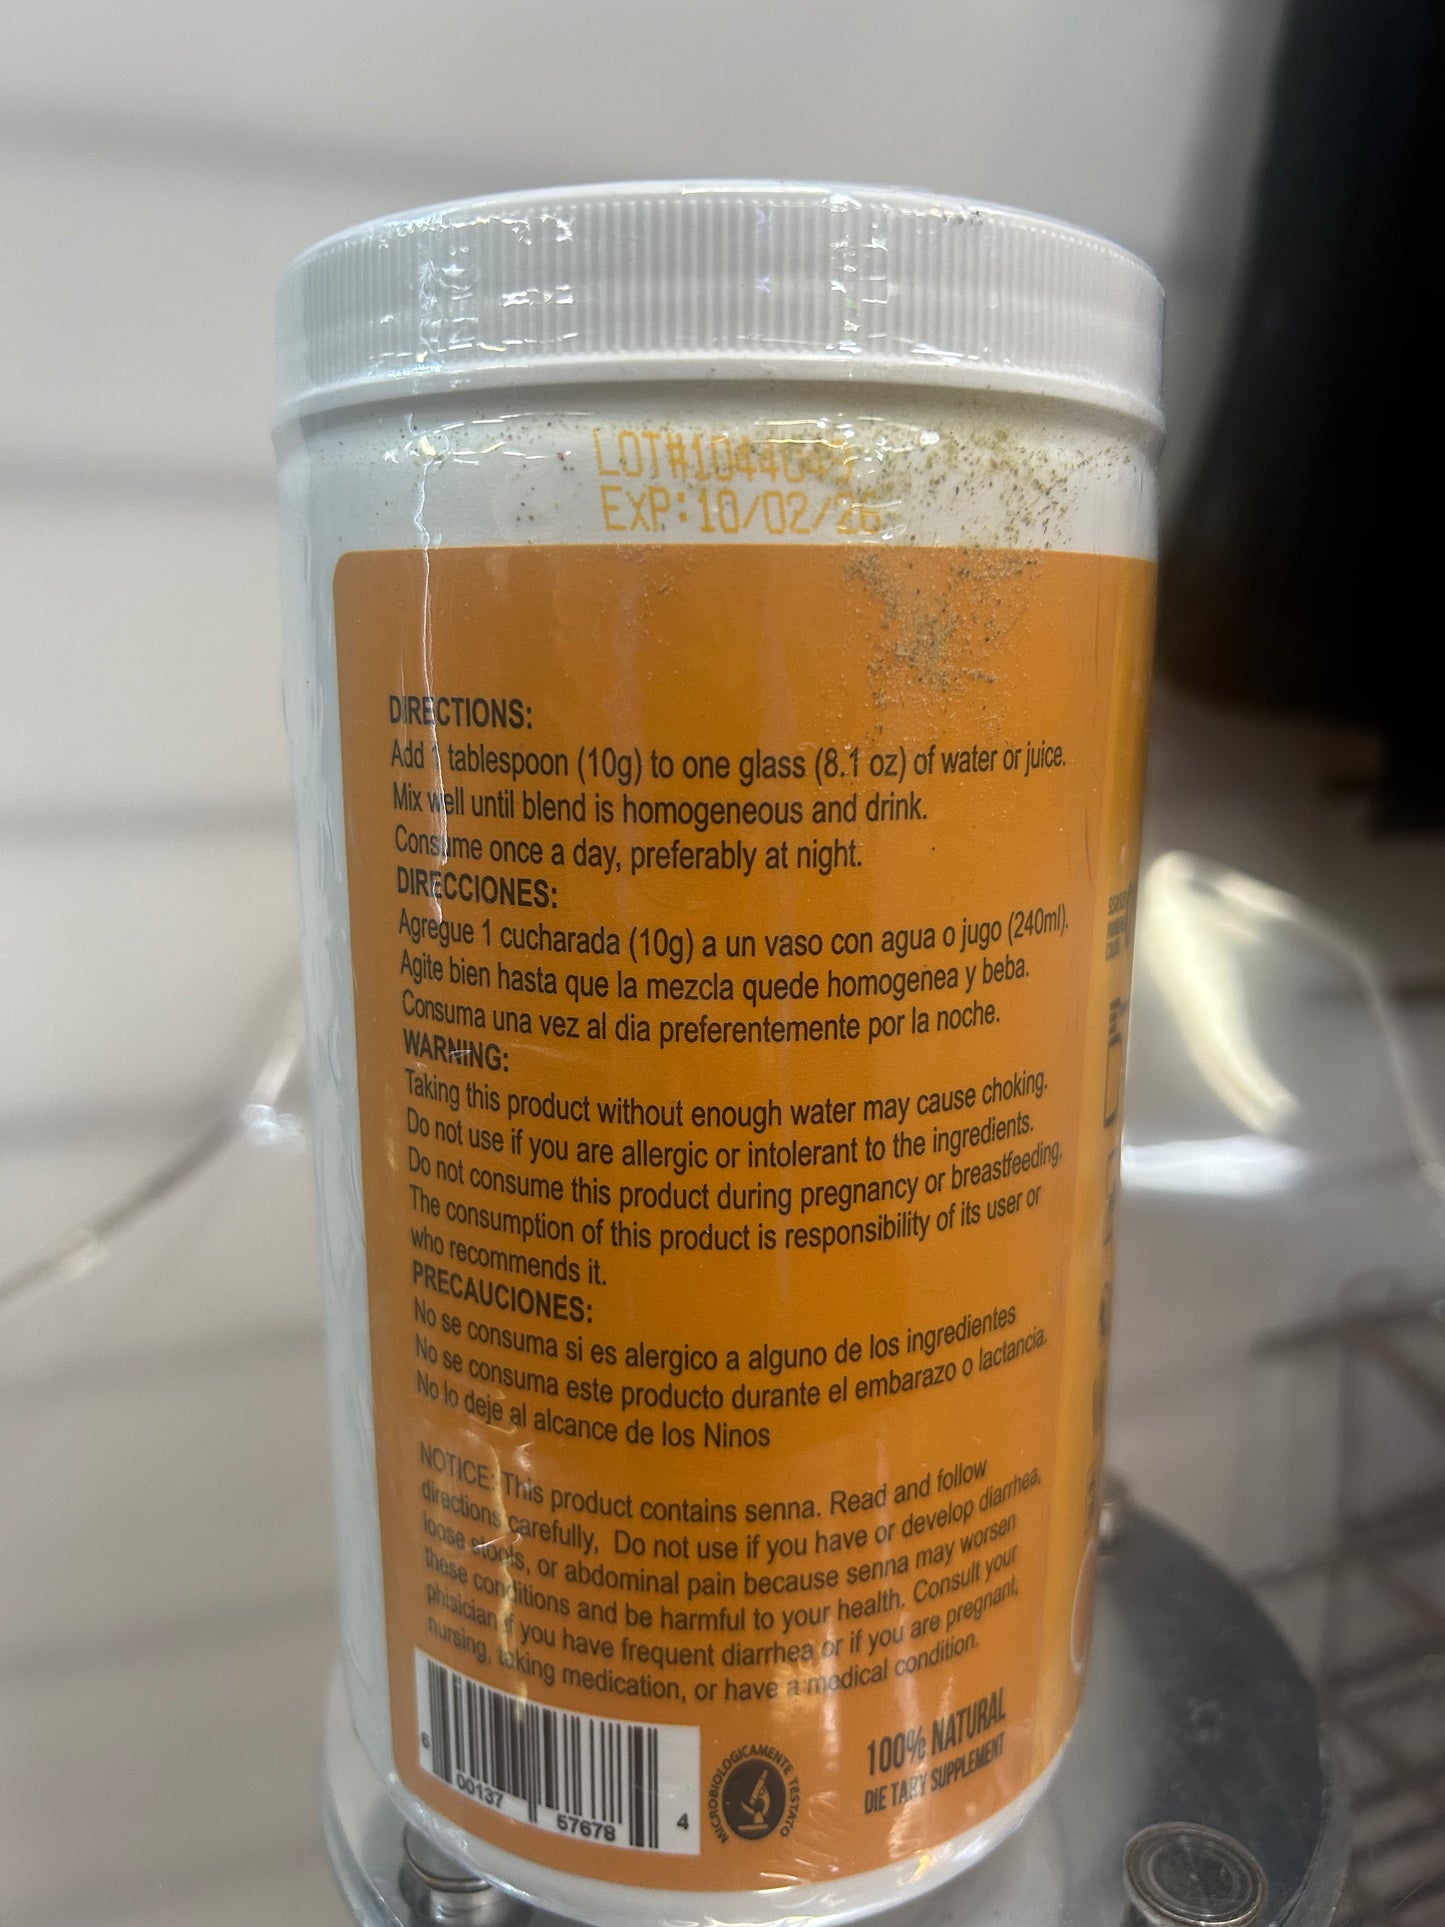 EXP:10/02/26
DIRECTIONS:
Add 1 tablespoon (10g) to one glass (8.1 oz) of water or juice.
Mix well until blend is homogeneous and drink.
Consume once a day, preferably at night.
DIRECCIONES:
Agregue 1 cucharada (10g) a un vaso con agua o jugo (240ml).
Agite bien hasta que la mezcla quede homogenea y beba.
Consuma una vez al dia preferentemente por la noche.
WARNING:
Taking this product without enough water may cause choking.
Do not use if you are allergic or intolerant to the ingredients.
Do not consume this product during pregnancy or breastfeeding.
The consumption of this product is responsibility of its user or
who recommends it.
PRECAUCIONES:
No se consuma si es alergico a alguno de los ingredientes
No se consuma este producto durante el embarazo o lactancia.
No lo deje al alcance de los Ninos
NOTICE: This product contains senna. Read and follow
directions carefully, Do not use if you have or develop diarrhea,
loose stools, or abdominal pain because senna may worsen
these conditions and be harmful to your health. Consult your
phisician if you have frequent diarrhea or if you are pregnant,
nursing, taking medication, or have a medical condition.
6 00137 57678 4
MICROBIOLOGICAMENTE TESTATO
100% NATURAL
DIETARY SUPPLEMENT